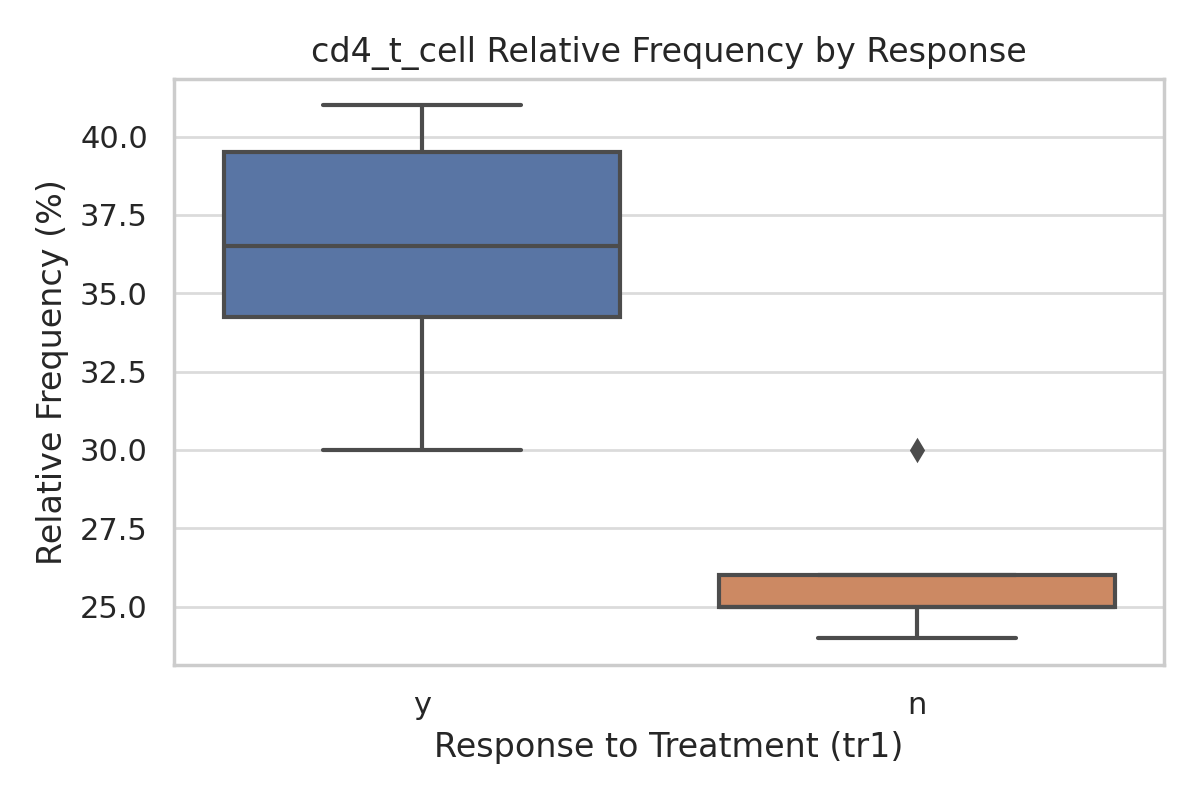 cd4_t_cell Relative Frequency by Response
Relative Frequency (%)
40.0
37.5
35.0
32.5
30.0
27.5
25.0
y
n
Response to Treatment (tr1)